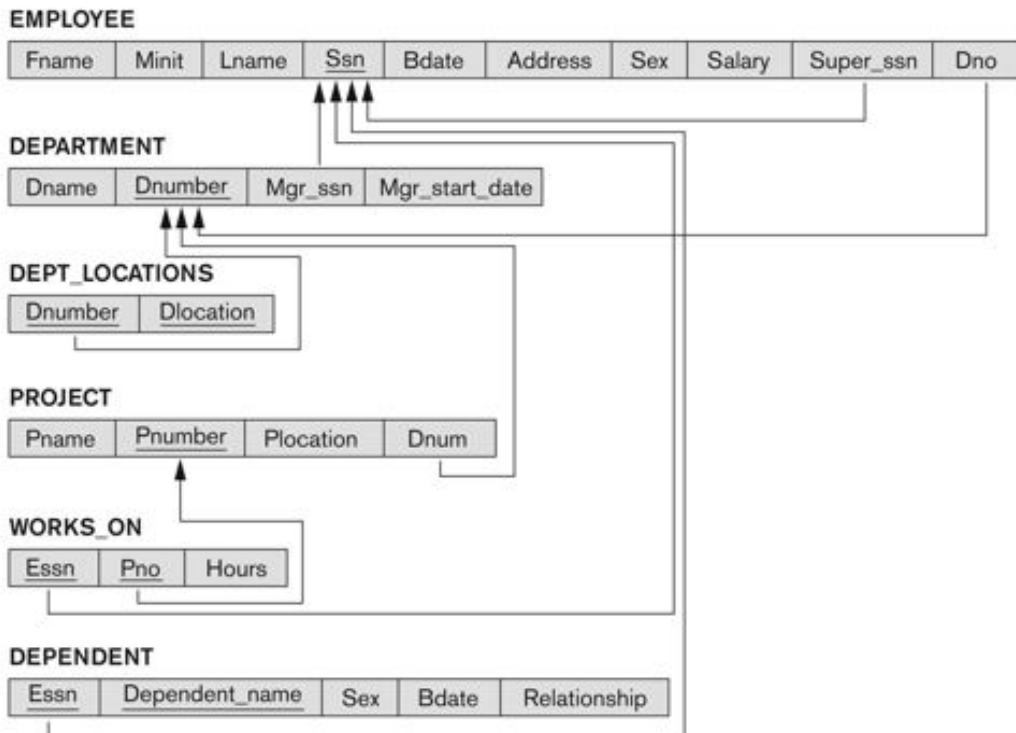 EMPLOYEE
Fname Minit Lname Ssn Bdate Address Sex Salary Super_ssn Dno
DEPARTMENT
Dname Dnumber Mgr_ssn Mgr_start_date
DEPT_LOCATIONS
Dnumber Dlocation
PROJECT
Pname Pnumber Plocation Dnum
WORKS_ON
Essn Pno Hours
DEPENDENT
Essn Dependent_name Sex Bdate Relationship